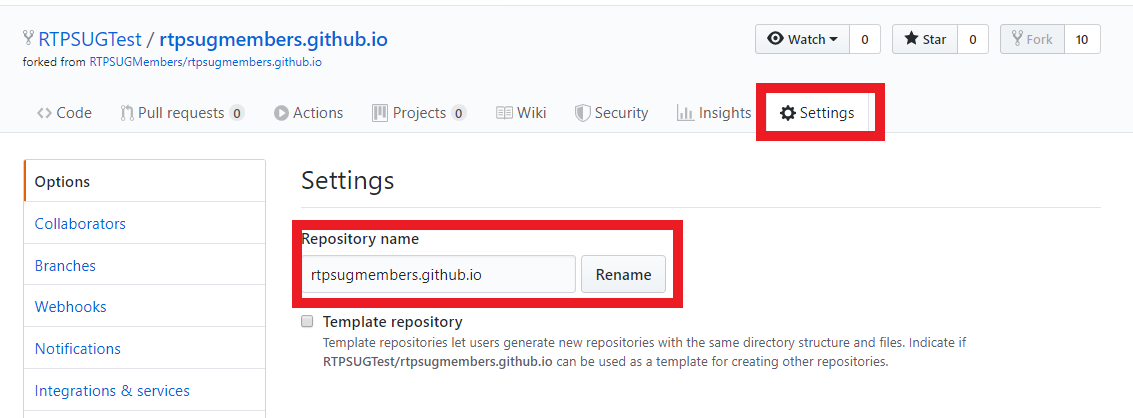 RTPSUGTest / rtpsugmembers.github.io Watch 0 Star 0 Fork 10
forked from RTPSUGMembers/rtpsugmembers.github.io
Code Pull requests 0 Actions Projects 0 Wiki Security Insights Settings
Options
Collaborators
Branches
Webhooks
Notifications
Integrations & services
Settings
Repository name
rtpsugmembers.github.io Rename
Template repository
Template repositories let users generate new repositories with the same directory structure and files. Indicate if
RTPSUGTest/rtpsugmembers.github.io can be used as a template for creating other repositories.